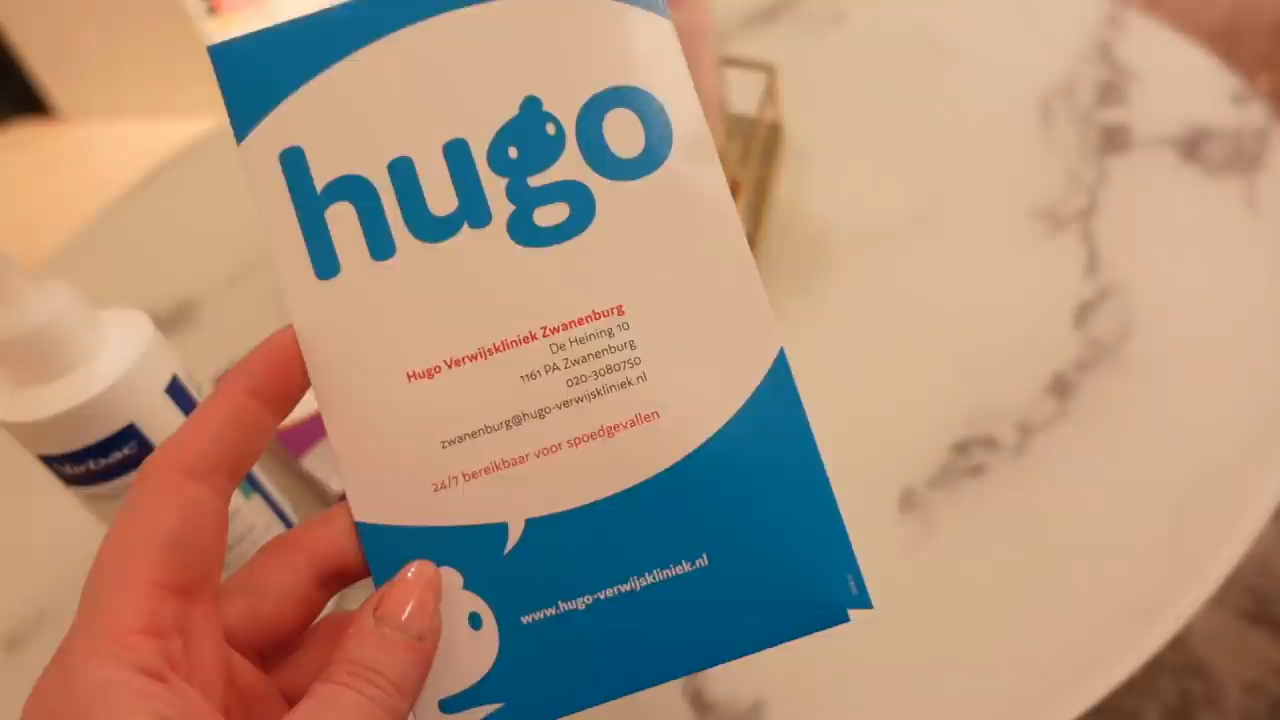 hugo
Hugo Verwijskliniek Zwanenburg
De Heining 10
1161 PA Zwanenburg
020-3080750
zwanenburg@hugo-verwijskliniek.nl
24/7 bereikbaar voor spoedgevallen
www.hugo-verwijskliniek.nl
Virbac